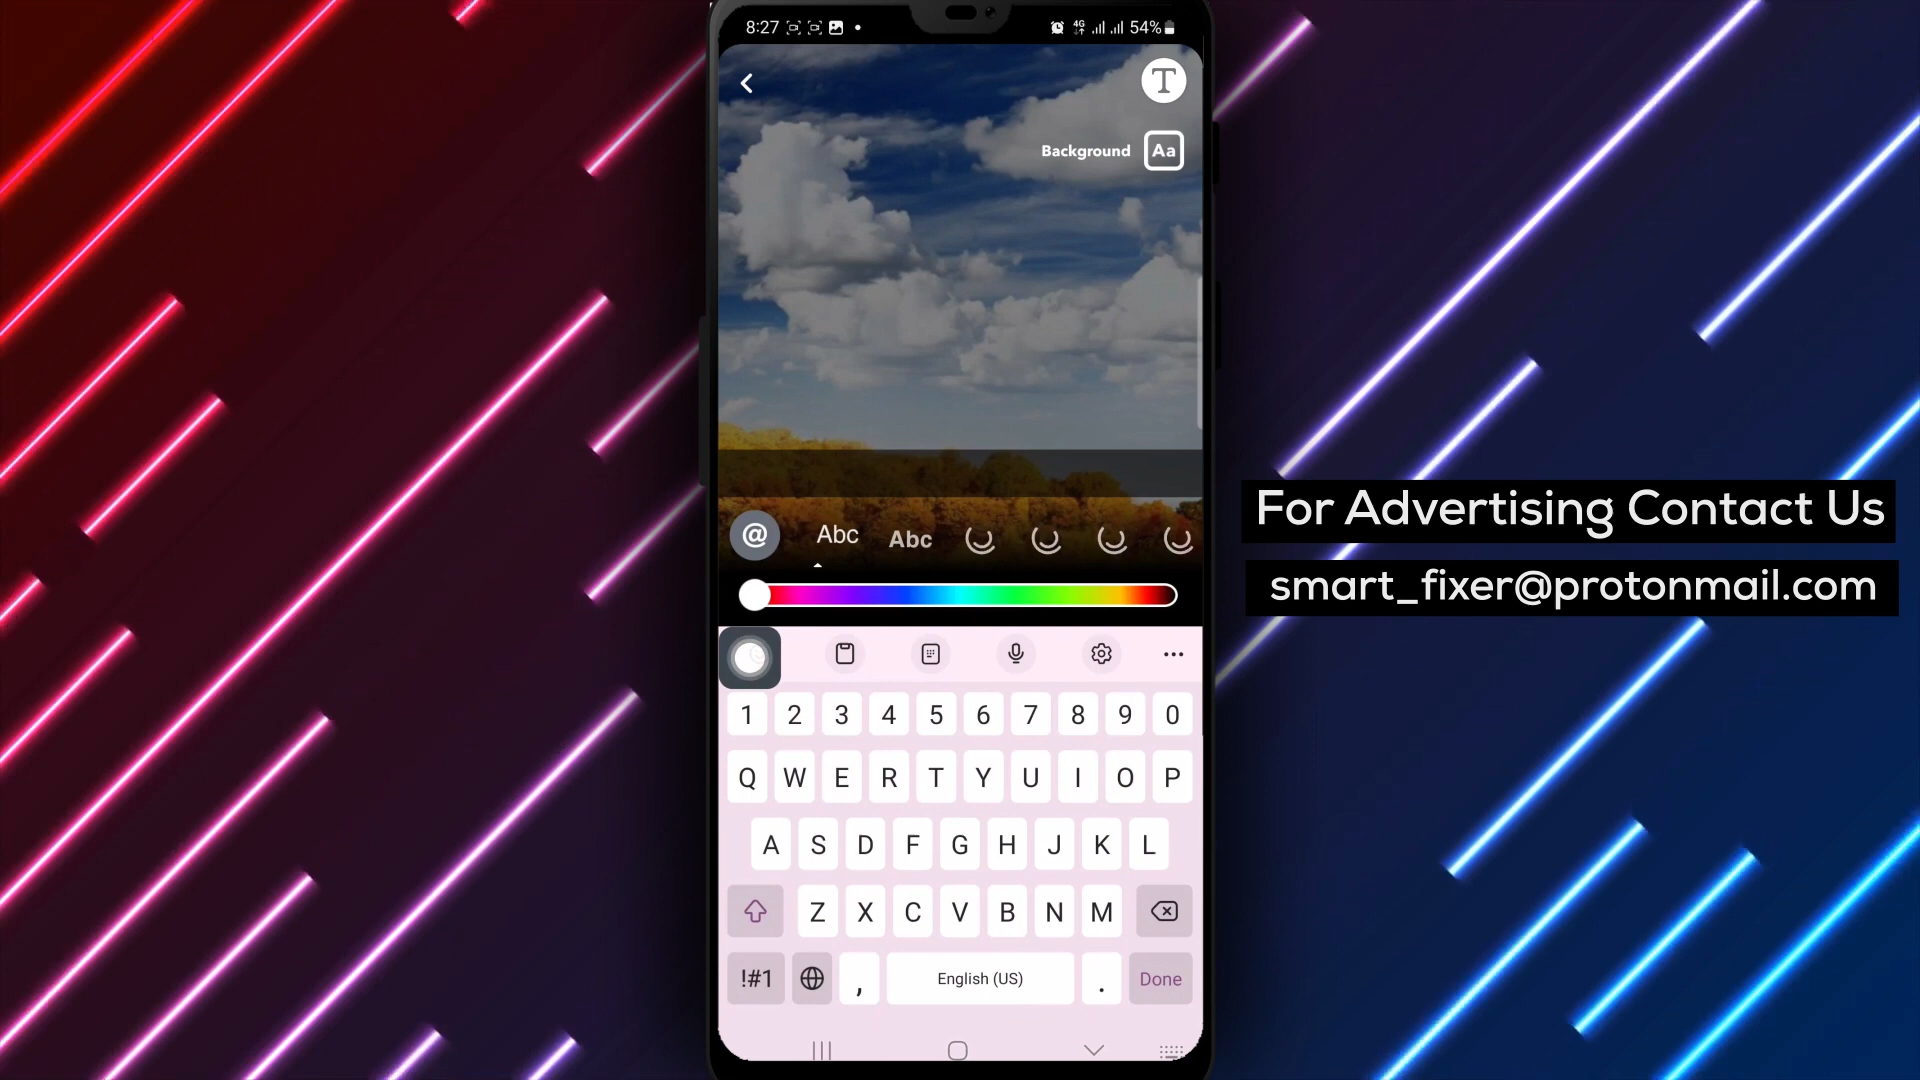 8:27
4G
54%
T
Background Aa
@ Abc Abc
1 2 3 4 5 6 7 8 9 0
Q W E R T Y U I O P
A S D F G H J K L
Z X C V B N M
!#1 , English (US) . Done
For Advertising Contact Us
smart_fixer@protonmail.com